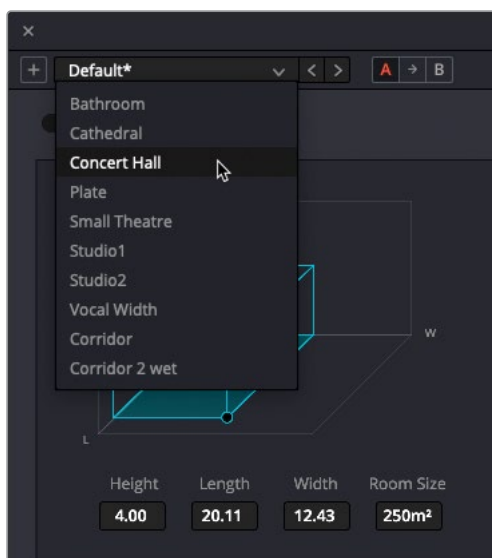 ×
+ Default* < > A → B
Bathroom
Cathedral
Concert Hall
Plate
Small Theatre
Studio1
Studio2
Vocal Width
Corridor
Corridor 2 wet
W
L
Height Length Width Room Size
4.00 20.11 12.43 250m²